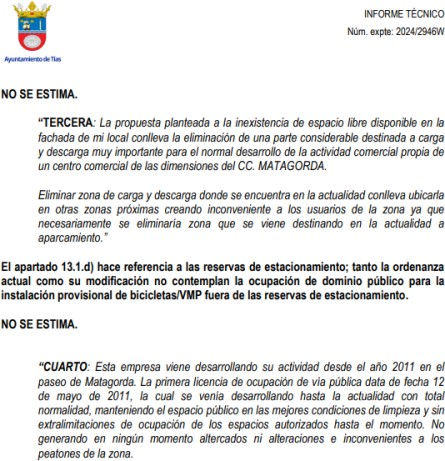 INFORME TÉCNICO
Núm. expte: 2024/2946W
Ayuntamiento de Tías
NO SE ESTIMA.
“TERCERA: La propuesta planteada a la inexistencia de espacio libre disponible en la
fachada de mi local conlleva la eliminación de una parte considerable destinada a carga
y descarga muy importante para el normal desarrollo de la actividad comercial propia de
un centro comercial de las dimensiones del CC. MATAGORDA.
Eliminar zona de carga y descarga donde se encuentra en la actualidad conlleva ubicarla
en otras zonas próximas creando inconveniente a los usuarios de la zona ya que
necesariamente se eliminaría zona que se viene destinando en la actualidad a
aparcamiento.”
El apartado 13.1.d) hace referencia a las reservas de estacionamiento; tanto la ordenanza
actual como su modificación no contemplan la ocupación de dominio público para la
instalación provisional de bicicletas/VMP fuera de las reservas de estacionamiento.
NO SE ESTIMA.
“CUARTO: Esta empresa viene desarrollando su actividad desde el año 2011 en el
paseo de Matagorda. La primera licencia de ocupación de vía pública data de fecha 12
de mayo de 2011, la cual se venía desarrollando hasta la actualidad con total
normalidad, manteniendo el espacio público en las mejores condiciones de limpieza y sin
extralimitaciones de ocupación de los espacios autorizados hasta el momento. No
generando en ningún momento altercados ni alteraciones e inconvenientes a los
peatones de la zona.